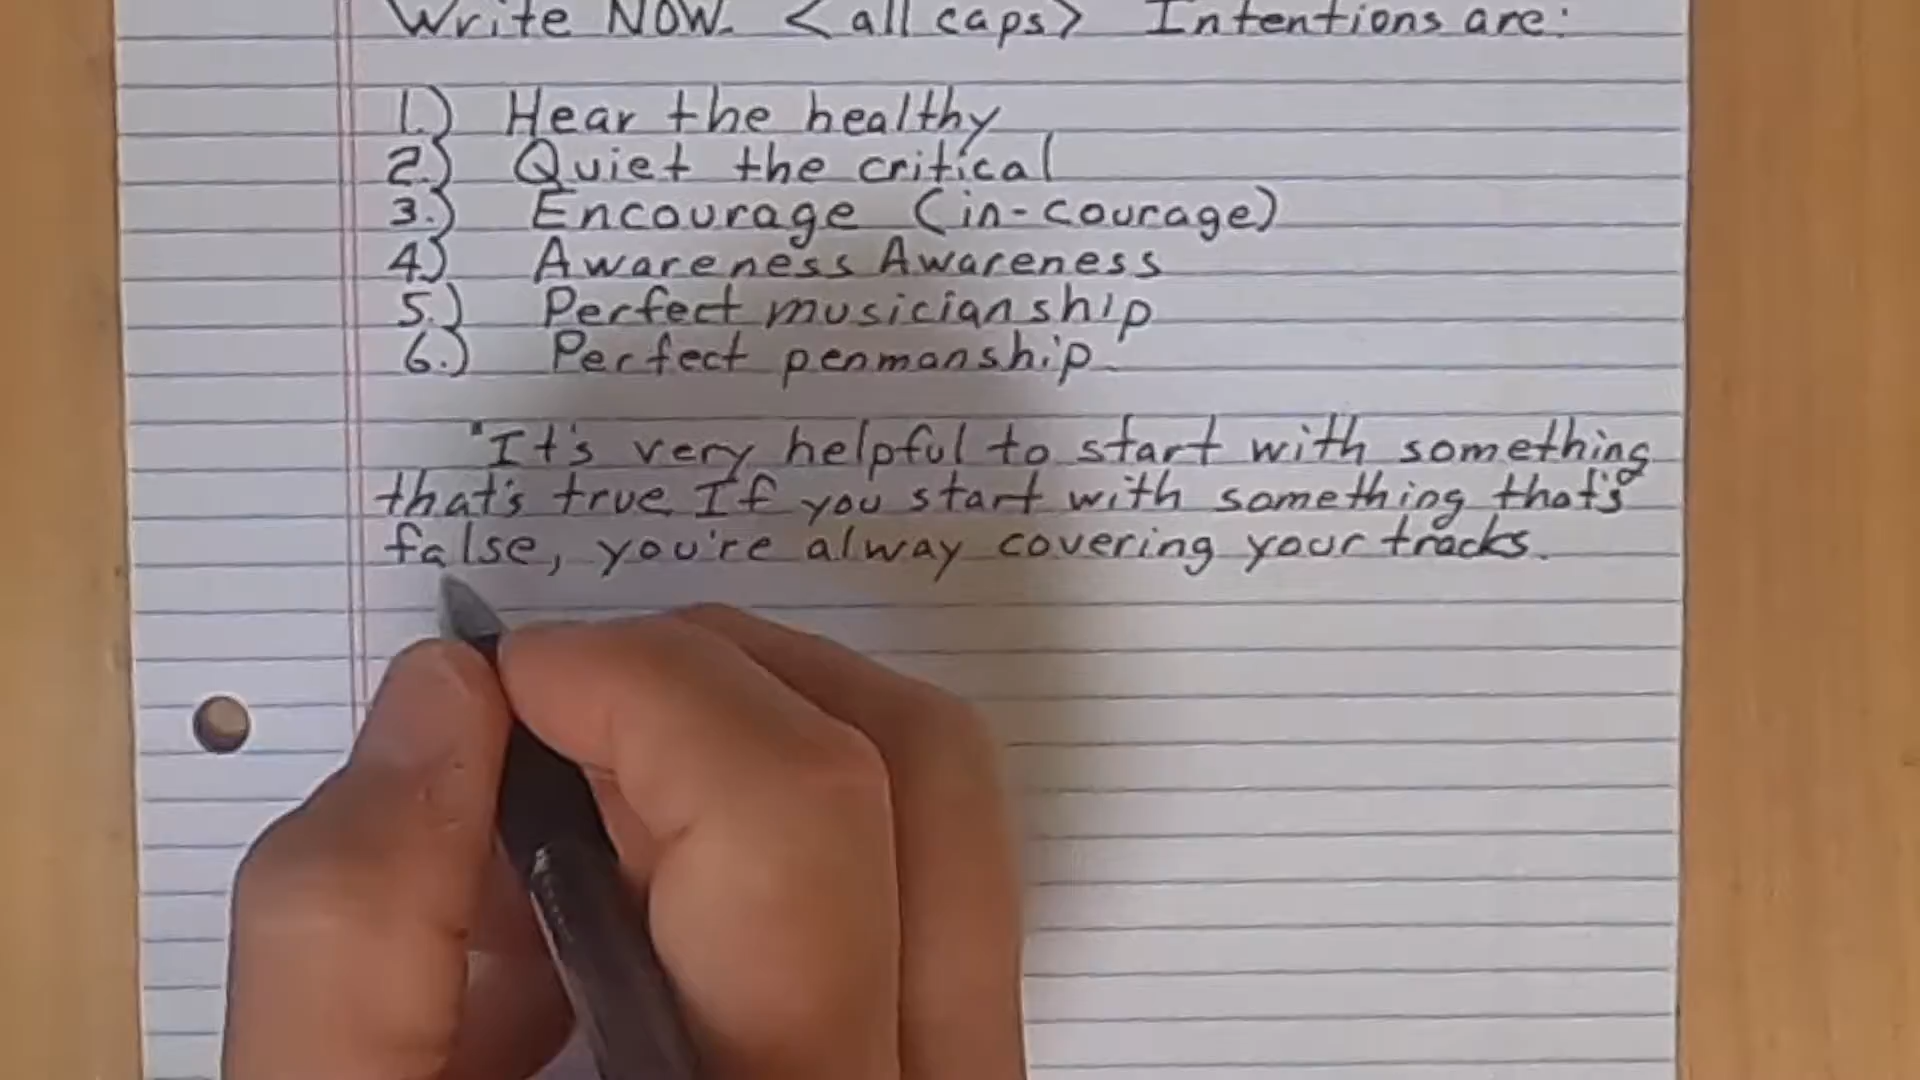 Write NOW. <all caps> Intentions are:
1.) Hear the healthy
2.) Quiet the critical
3.) Encourage (in-courage)
4.) Awareness Awareness
5.) Perfect musicianship
6.) Perfect penmanship.
"It's very helpful to start with something
that's true If you start with something that's
false, you're alway covering your tracks.